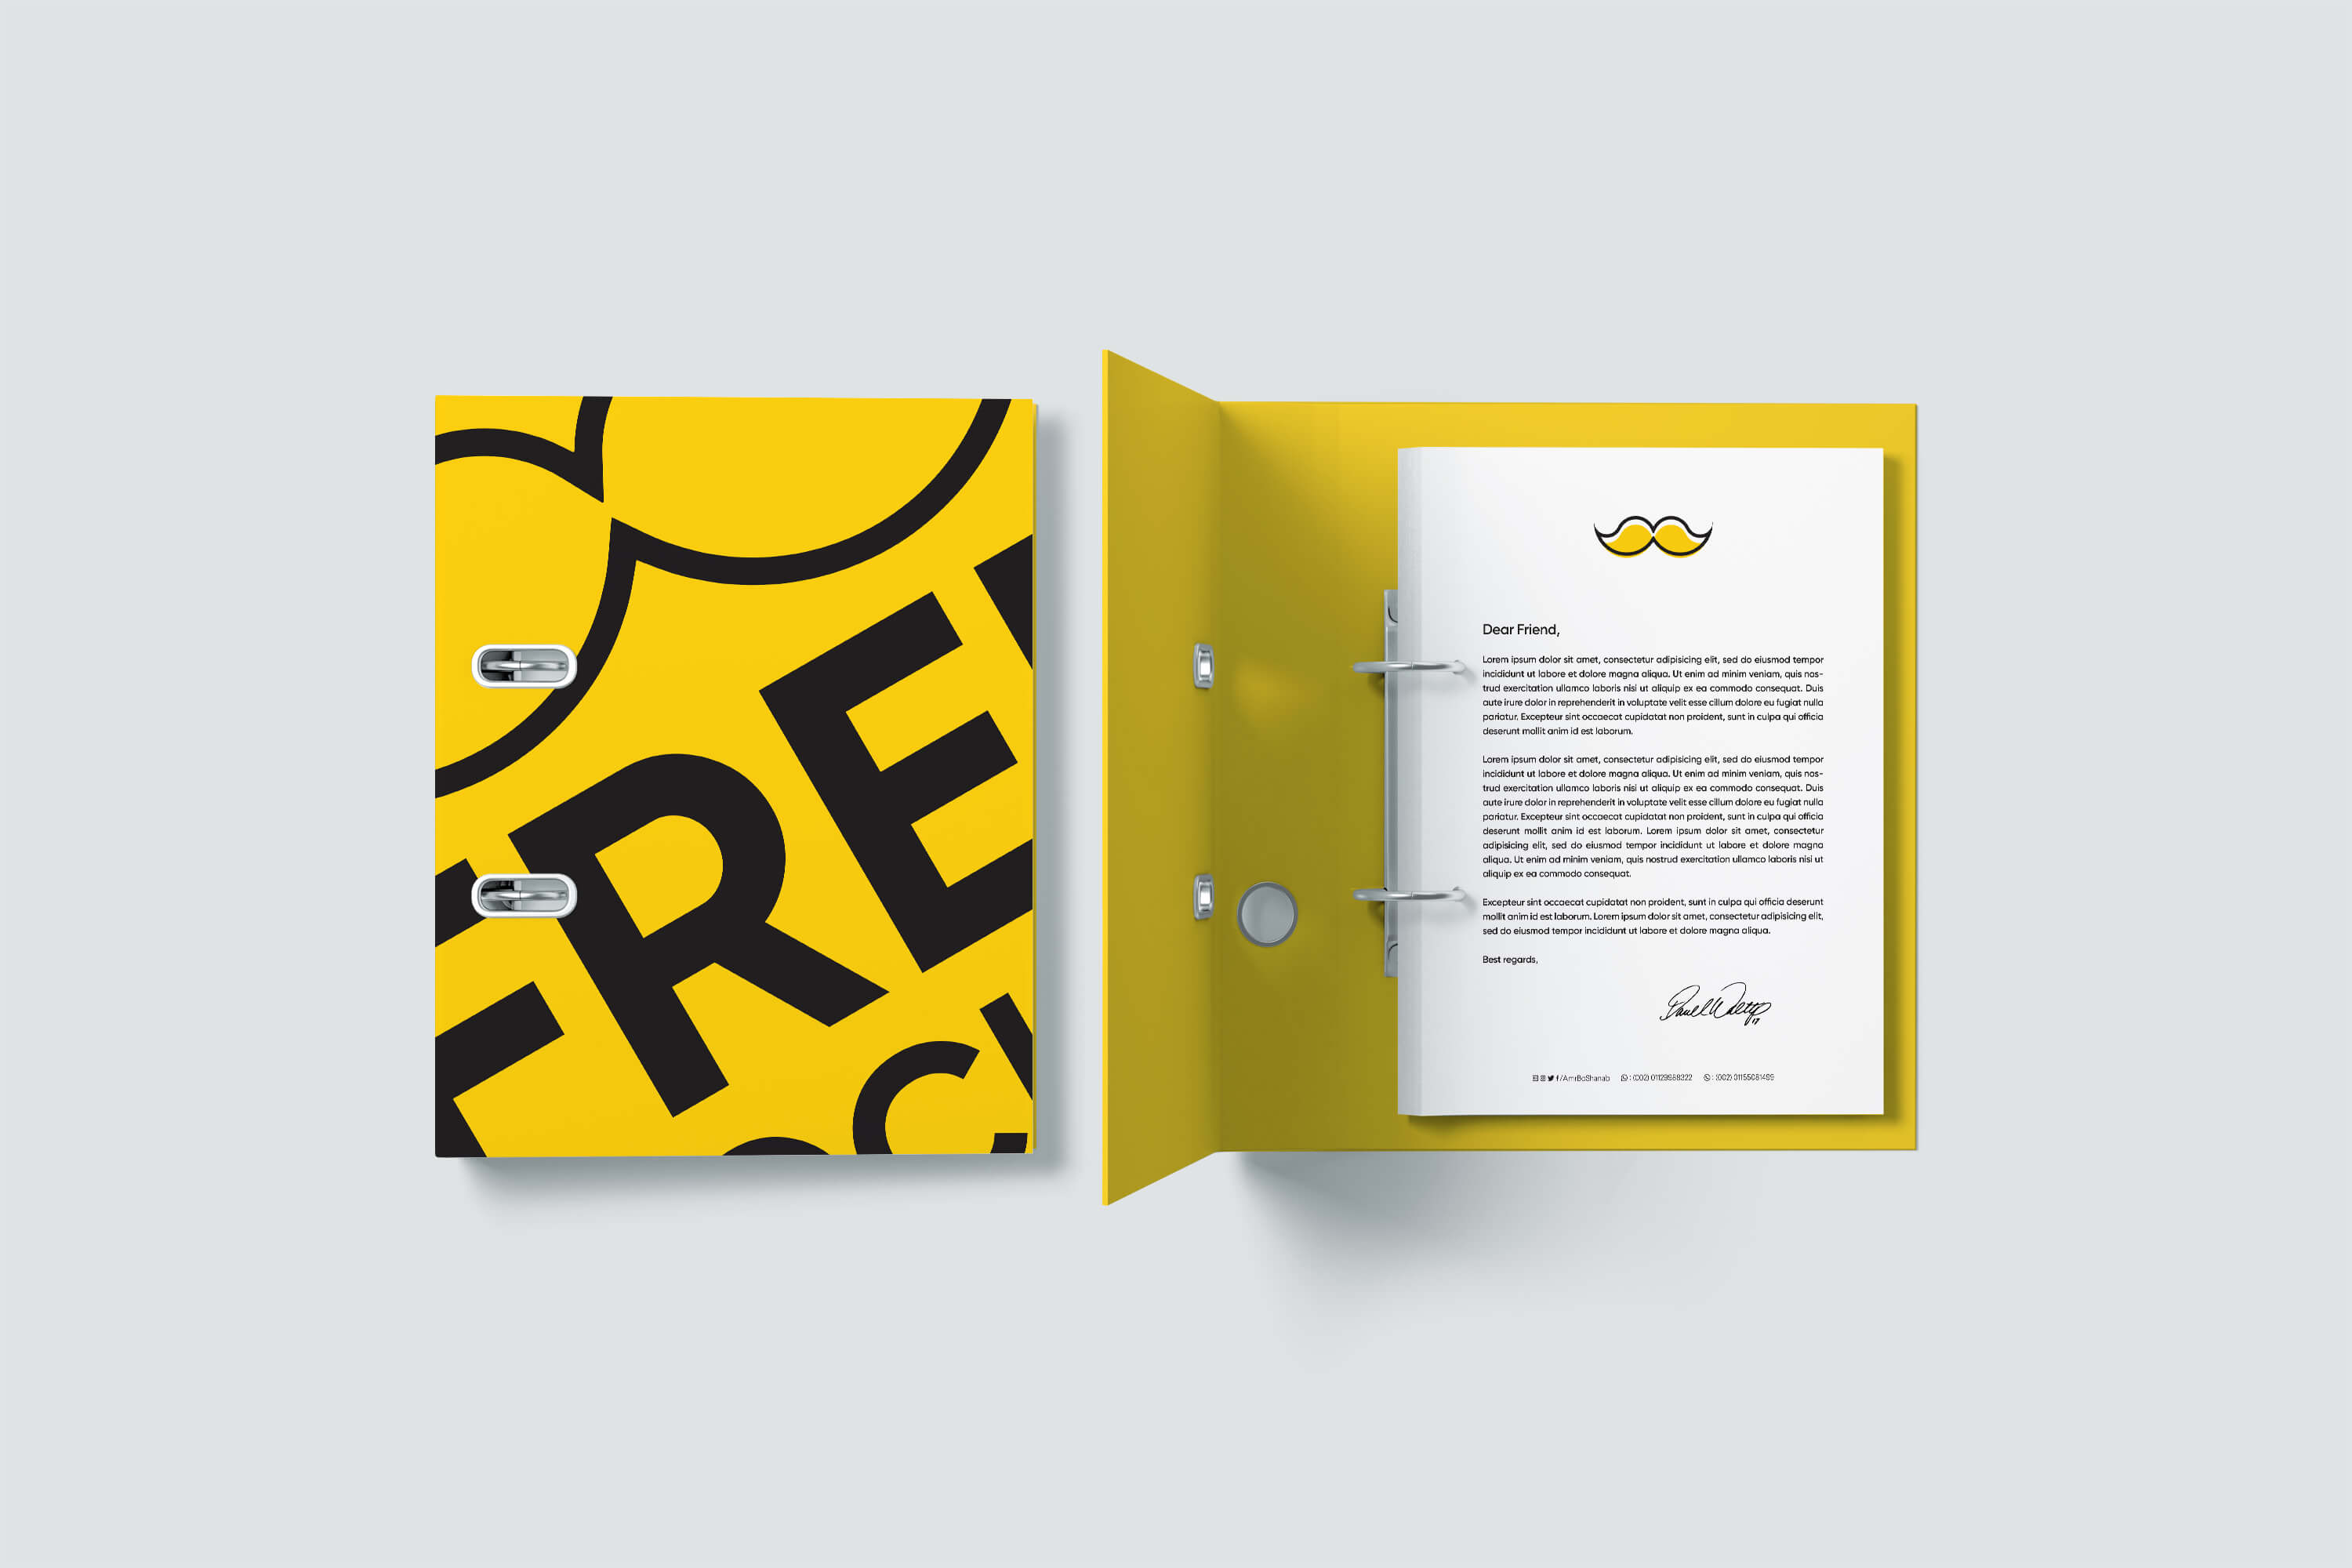 FRE
C
Dear Friend,
Lorem ipsum dolor sit amet, consectetur adipisicing elit, sed do eiusmod tempor
incididunt ut labore et dolore magna aliqua. Ut enim ad minim veniam, quis nos-
trud exercitation ullamco laboris nisi ut aliquip ex ea commodo consequat. Duis
aute irure dolor in reprehenderit in voluptate velit esse cillum dolore eu fugiat nulla
pariatur. Excepteur sint occaecat cupidatat non proident, sunt in culpa qui officia
deserunt mollit anim id est laborum.
Lorem ipsum dolor sit amet, consectetur adipisicing elit, sed do eiusmod tempor
incididunt ut labore et dolore magna aliqua. Ut enim ad minim veniam, quis nos-
trud exercitation ullamco laboris nisi ut aliquip ex ea commodo consequat. Duis
aute irure dolor in reprehenderit in voluptate velit esse cillum dolore eu fugiat nulla
pariatur. Excepteur sint occaecat cupidatat non proident, sunt in culpa qui officia
deserunt mollit anim id est laborum. Lorem ipsum dolor sit amet, consectetur
adipisicing elit, sed do eiusmod tempor incididunt ut labore et dolore magna
aliqua. Ut enim ad minim veniam, quis nostrud exercitation ullamco laboris nisi ut
aliquip ex ea commodo consequat.
Excepteur sint occaecat cupidatat non proident, sunt in culpa qui officia deserunt
mollit anim id est laborum. Lorem ipsum dolor sit amet, consectetur adipisicing elit,
sed do eiusmod tempor incididunt ut labore et dolore magna aliqua.
Best regards,
/AmrBoShanab : (002)  : (002)